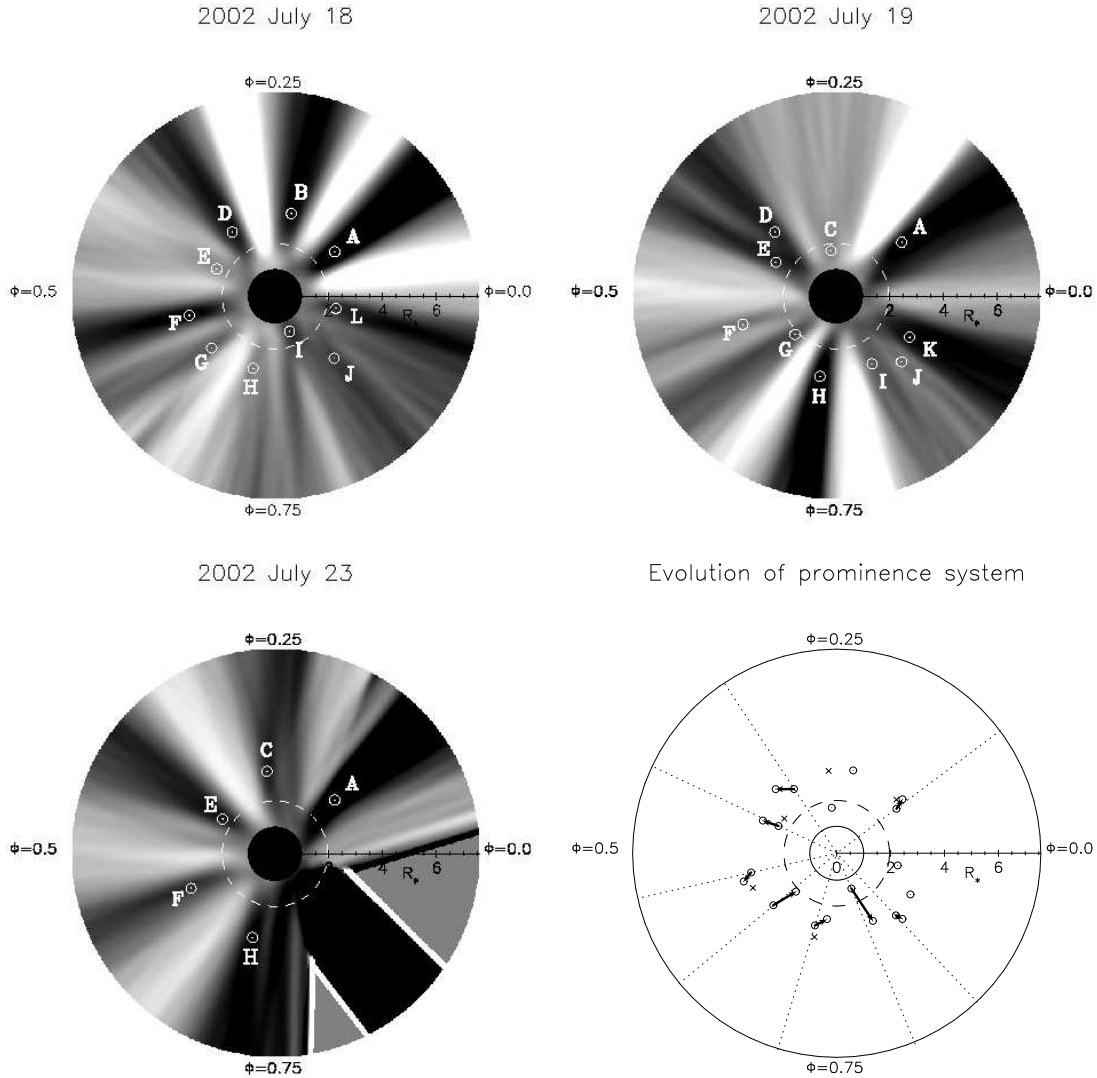 2002 July 18
2002 July 19
Φ=0.25
Φ=0.25
B
D
A
C
D
A
E
E
Φ=0.5
Φ=0.0
Φ=0.5
Φ=0.0
2 4 6
2 4 6
R*
R*
L
F
F
K
G
I
G
J
I
J
H
H
Φ=0.75
Φ=0.75
2002 July 23
Evolution of prominence system
Φ=0.25
Φ=0.25
C
A
E
Φ=0.5
Φ=0.0
Φ=0.5
Φ=0.0
2 4 6
0 2 4 6
R*
R*
F
H
Φ=0.75
Φ=0.75